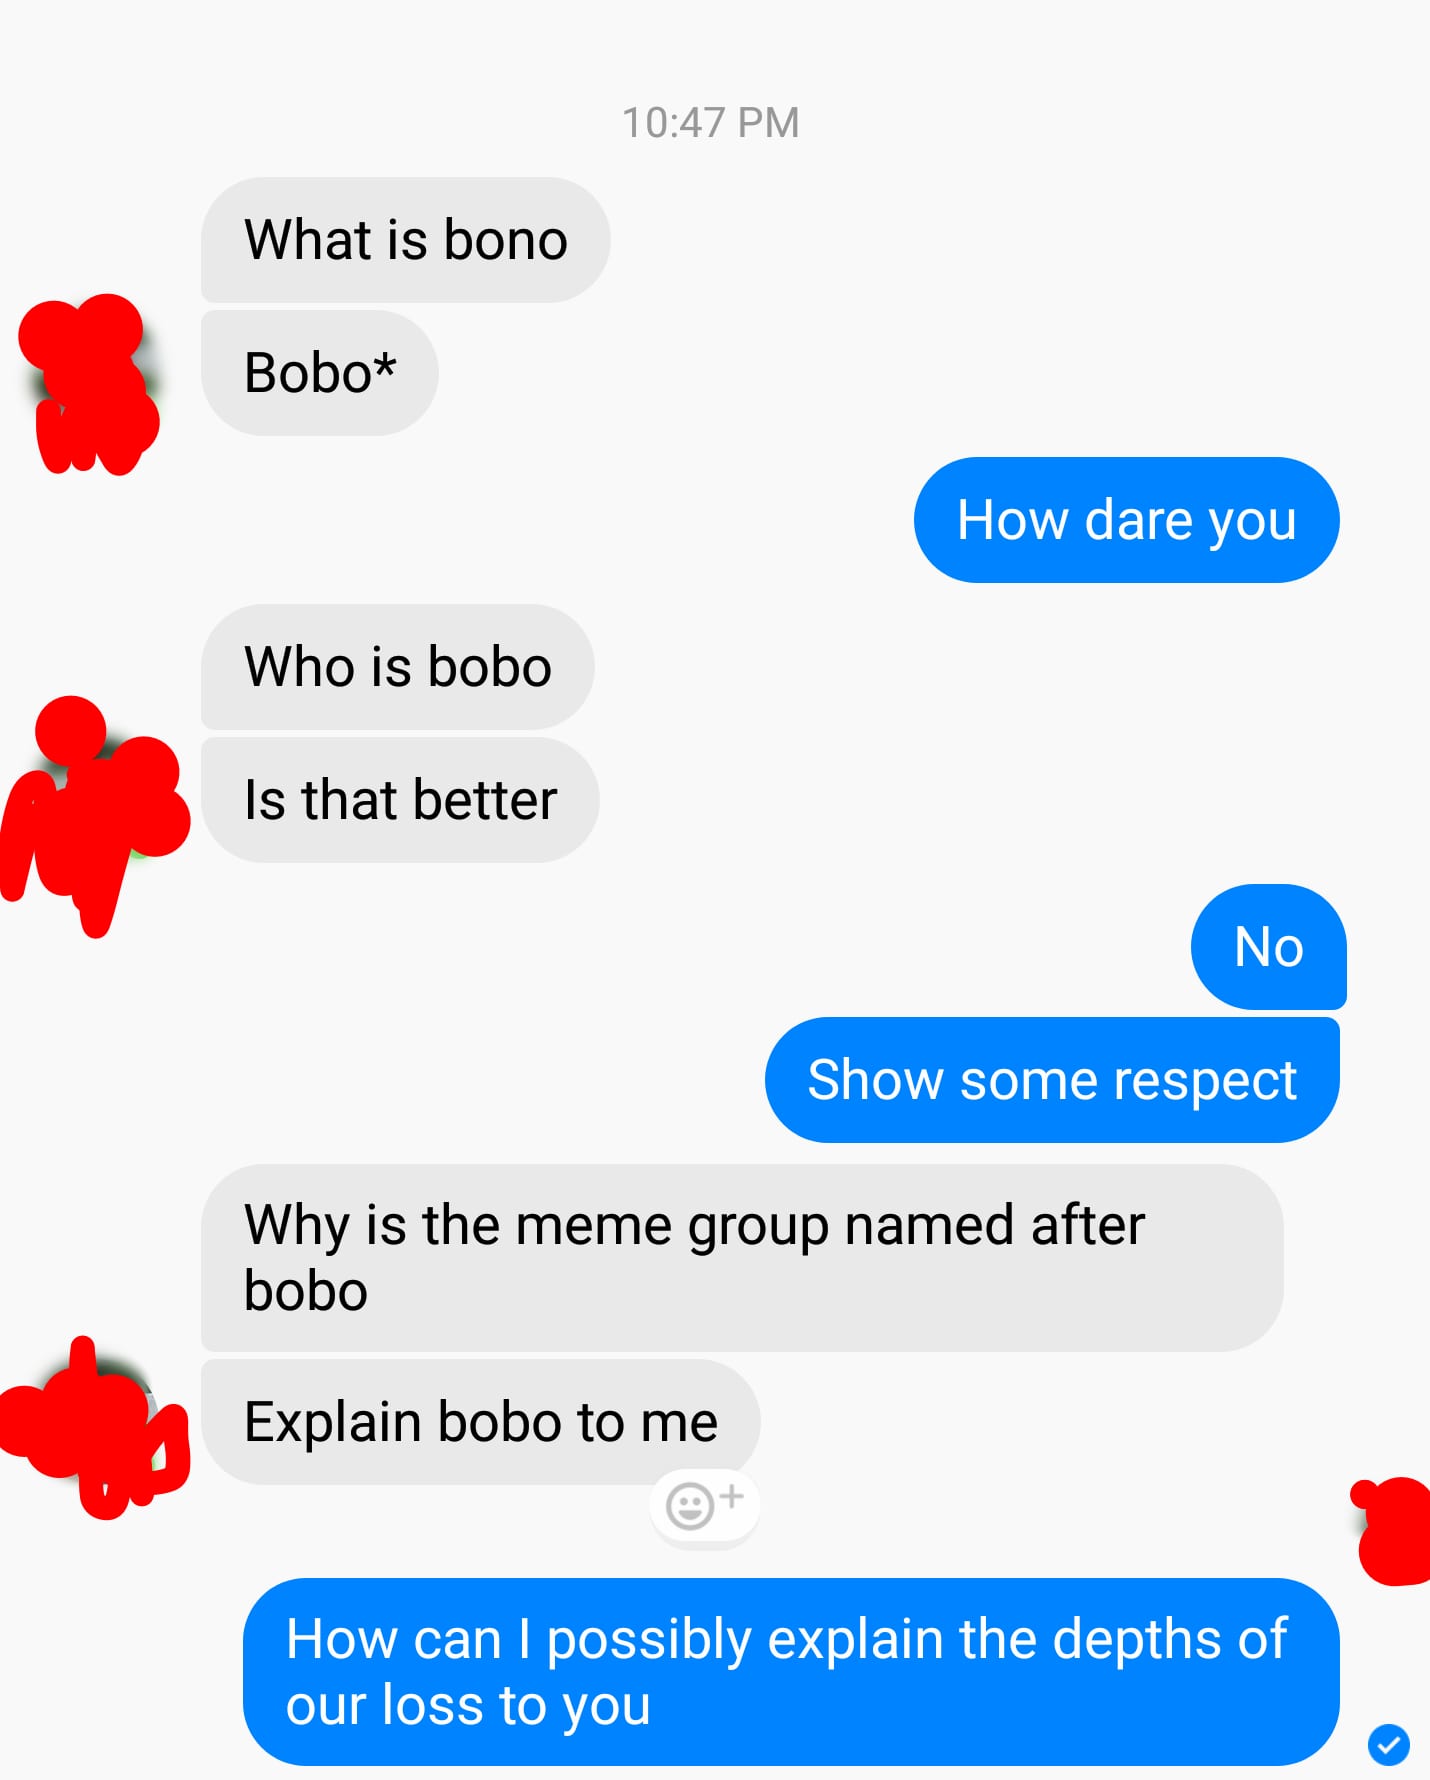 10:47 PM
What is bono
Bobo*
How dare you
Who is bobo
Is that better
No
Show some respect
Why is the meme group named after
bobo
Explain bobo to me
How can I possibly explain the depths of
our loss to you